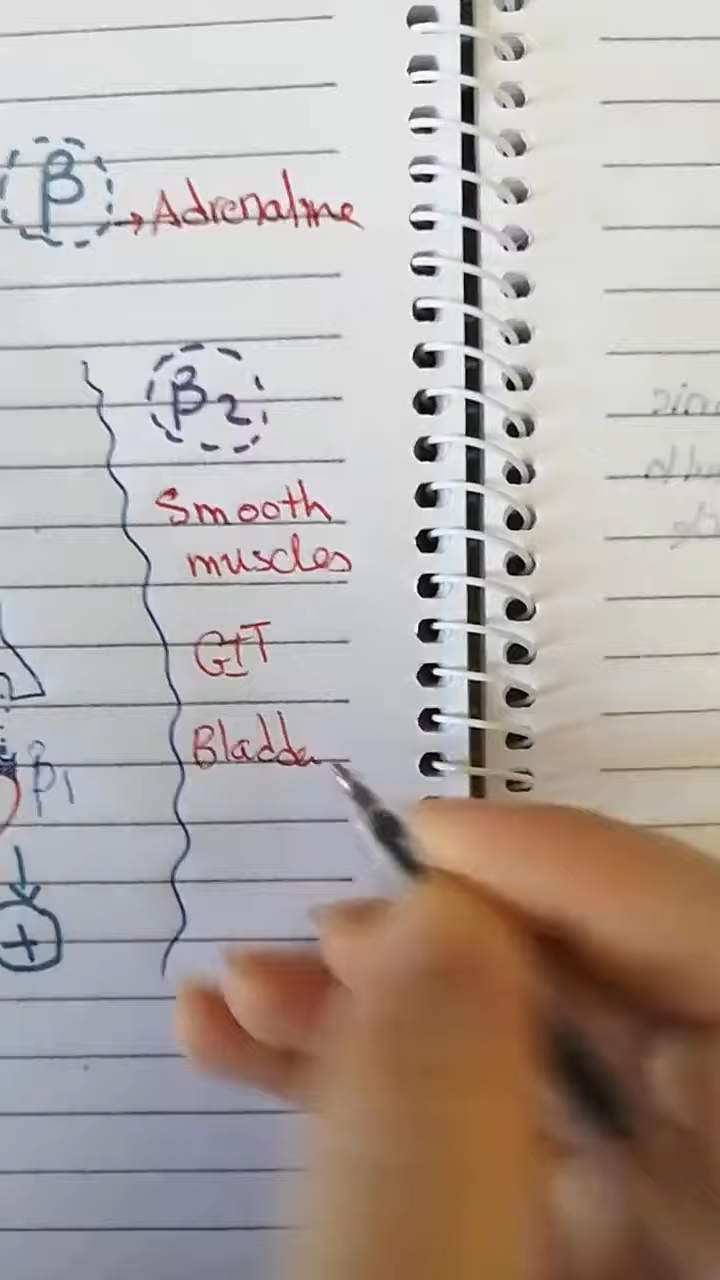 β
→ Adrenaline
β2
Smooth
muscles
GIT
Bladde
β1
+